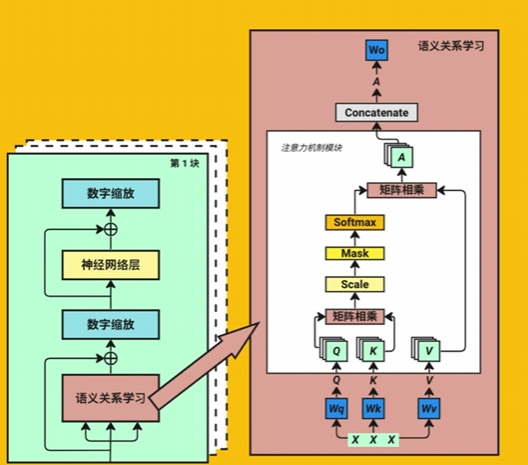 第 1 块
数字缩放
神经网络层
数字缩放
语义关系学习
语义关系学习
Wo
A
Concatenate
注意力机制模块
A
矩阵相乘
Softmax
Mask
Scale
矩阵相乘
Q K V
Q K V
Wq Wk Wv
X X X